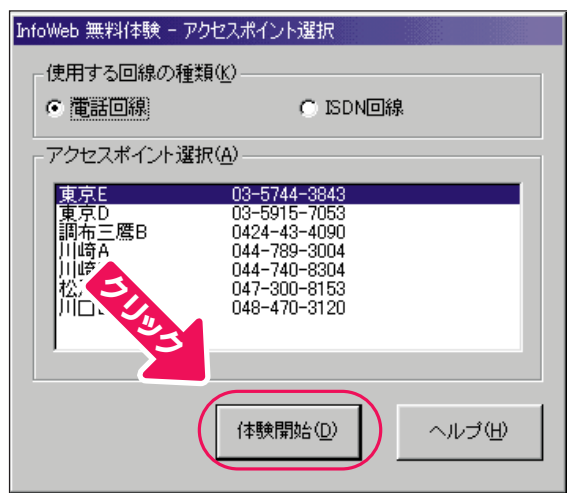 InfoWeb 無料体験 - アクセスポイント選択
使用する回線の種類(K)
電話回線 ISDN回線
アクセスポイント選択(A)
東京E 03-5744-3843
東京D 03-5915-7053
調布三鷹B 0424-43-4090
川崎A 044-789-3004
川崎 044-740-8304
047-300-8153
川口 048-470-3120
クリック
体験開始(D) ヘルプ(H)